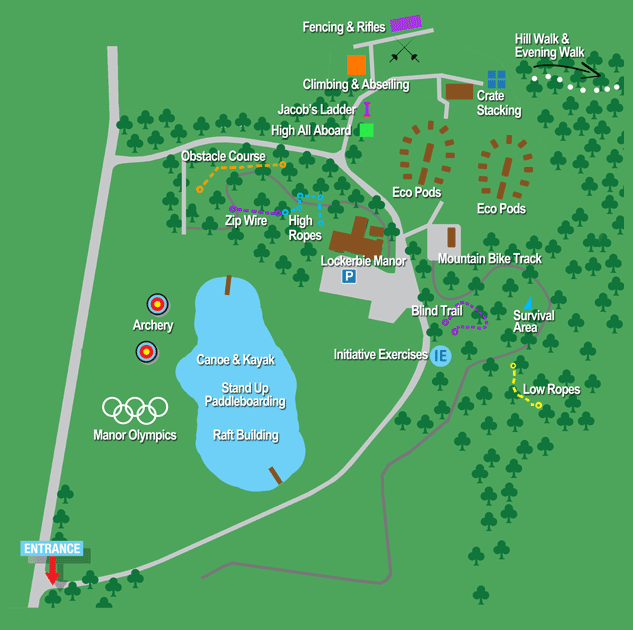 Fencing & Rifles
Hill Walk &
Evening Walk
Climbing & Abseiling
Crate
Stacking
Jacob's Ladder
High All Aboard
Obstacle Course
Eco Pods
Eco Pods
Zip Wire
High
Ropes
Lockerbie Manor
P
Mountain Bike Track
Blind Trail
Survival
Area
Archery
Initiative Exercises
IE
Canoe & Kayak
Stand Up
Paddleboarding
Low Ropes
Manor Olympics
Raft Building
ENTRANCE